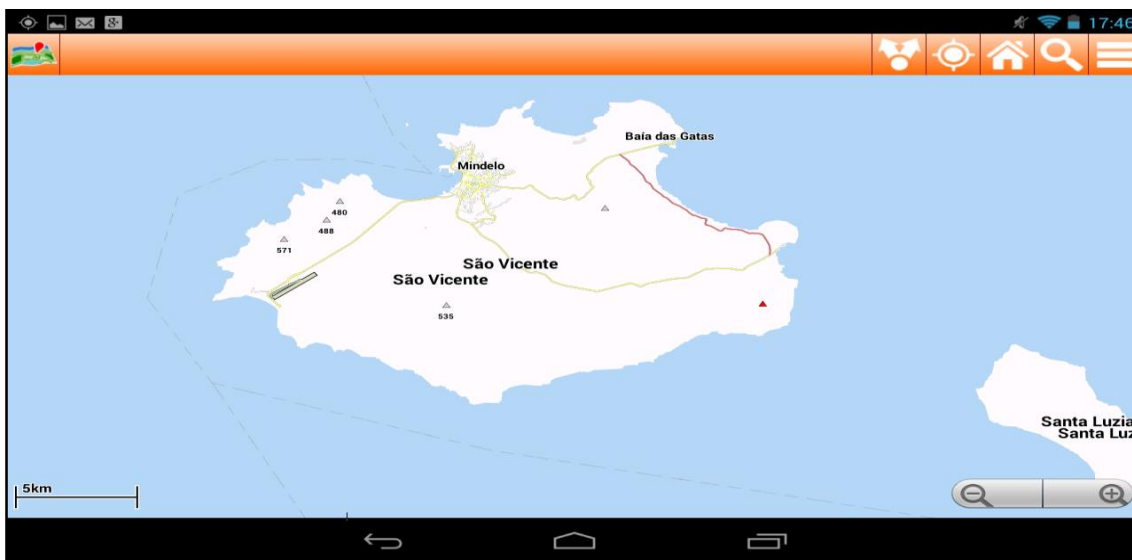 17:46
Baía das Gatas
Mindelo
480
488
571
São Vicente
São Vicente
535
Santa Luzia
Santa Luz
5km